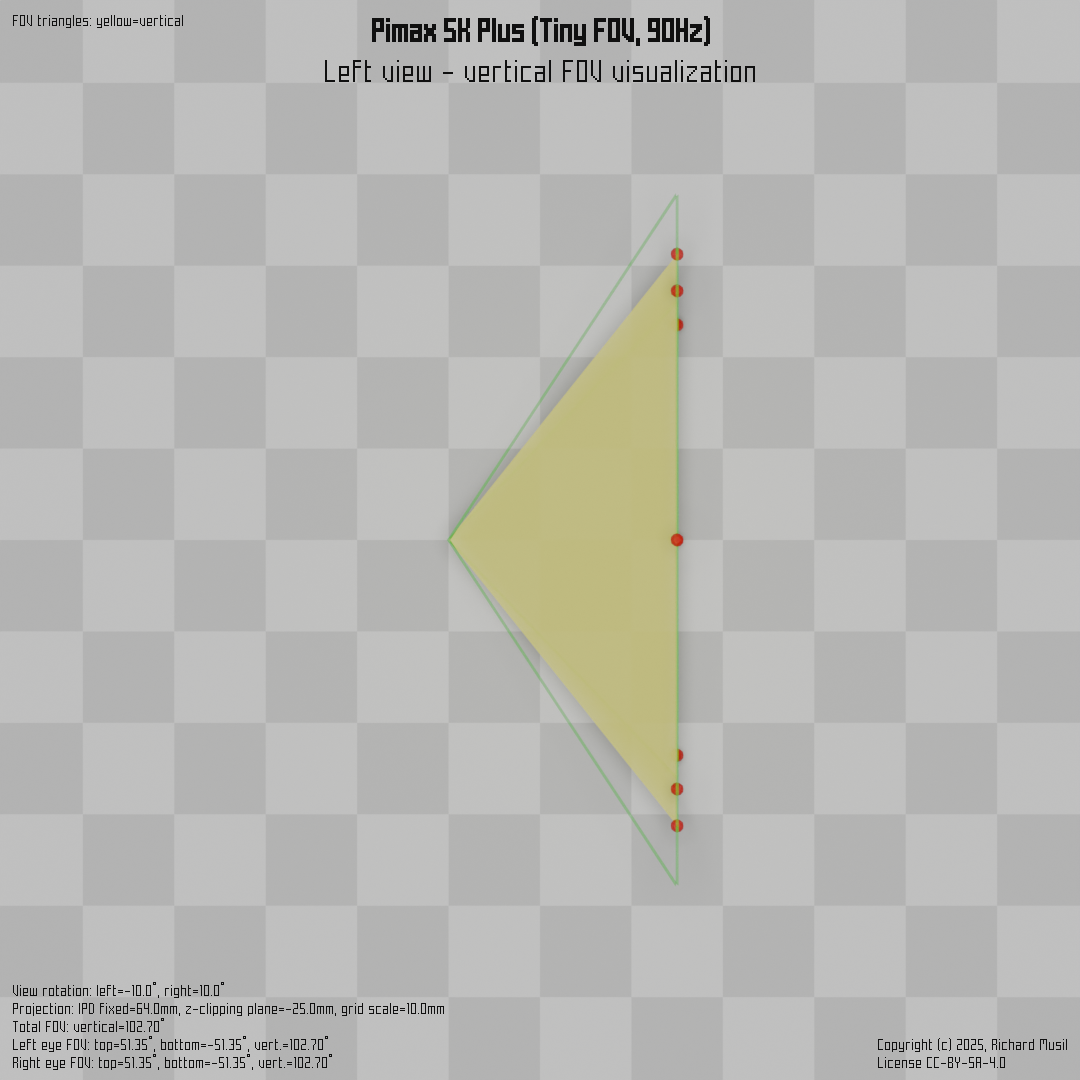 FOV triangles: yellow=vertical
Pimax 5K Plus (Tiny FOV, 90Hz)
Left view - vertical FOV visualization
View rotation: left=-10.0°, right=10.0°
Projection: IPD fixed=64.0mm, z-clipping plane=-25.0mm, grid scale=10.0mm
Total FOV: vertical=102.70°
Left eye FOV: top=51.35°, bottom=-51.35°, vert.=102.70°
Right eye FOV: top=51.35°, bottom=-51.35°, vert.=102.70°
Copyright (c) 2025, Richard Musil
License CC-BY-SA-4.0